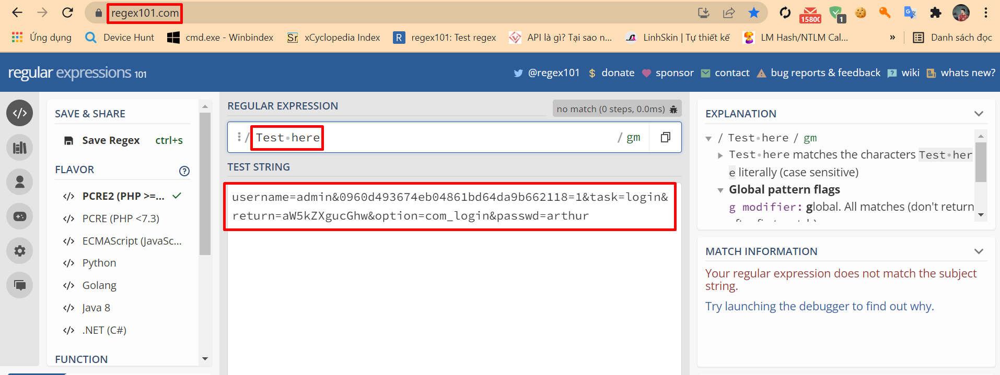 regex101.com
15800
1
Ứng dụng
Device Hunt
cmd.exe - Winbindex
Sr xCyclopedia Index
R regex101: Test regex
API là gì? Tại sao n...
LinhSkin | Tự thiết kế
LM Hash/NTLM Cal...
»
Danh sách đọc
regular expressions 101
@regex101
$ donate
sponsor
contact
bug reports & feedback
wiki
whats new?
SAVE & SHARE
Save Regex ctrl+s
FLAVOR
</> PCRE2 (PHP >=...
</> PCRE (PHP <7.3)
</> ECMAScript (JavaSc...
</> Python
</> Golang
</> Java 8
</> .NET (C#)
FUNCTION
REGULAR EXPRESSION
no match (0 steps, 0.0ms)
/ Test·here / gm
TEST STRING
username=admin&0960d493674eb04861bd64da9b662118=1&task=login&
return=aW5kZXgucGhw&option=com_login&passwd=arthur
EXPLANATION
/ Test·here / gm
Test·here matches the characters Test·her
e literally (case sensitive)
Global pattern flags
g modifier: global. All matches (don't return
MATCH INFORMATION
Your regular expression does not match the subject
string.
Try launching the debugger to find out why.